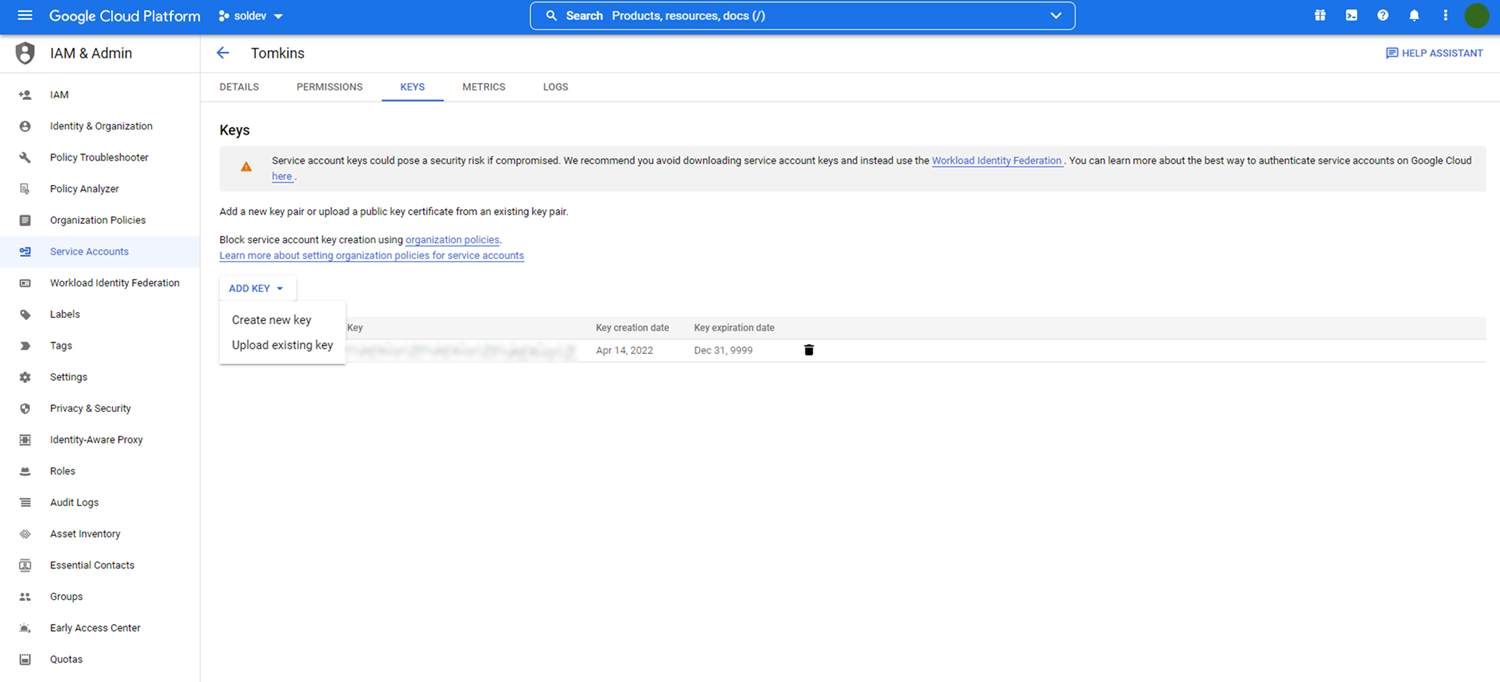 Google Cloud Platform soldev Search Products, resources, docs (/)
IAM & Admin
Tomkins
HELP ASSISTANT
DETAILS PERMISSIONS KEYS METRICS LOGS
IAM
Identity & Organization
Policy Troubleshooter
Policy Analyzer
Organization Policies
Service Accounts
Workload Identity Federation
Labels
Tags
Settings
Privacy & Security
Identity-Aware Proxy
Roles
Audit Logs
Asset Inventory
Essential Contacts
Groups
Early Access Center
Quotas
Keys
Service account keys could pose a security risk if compromised. We recommend you avoid downloading service account keys and instead use the Workload Identity Federation . You can learn more about the best way to authenticate service accounts on Google Cloud
here .
Add a new key pair or upload a public key certificate from an existing key pair.
Block service account key creation using organization policies.
Learn more about setting organization policies for service accounts
ADD KEY
Create new key
Upload existing key
Key Key creation date Key expiration date
Apr 14, 2022 Dec 31, 9999